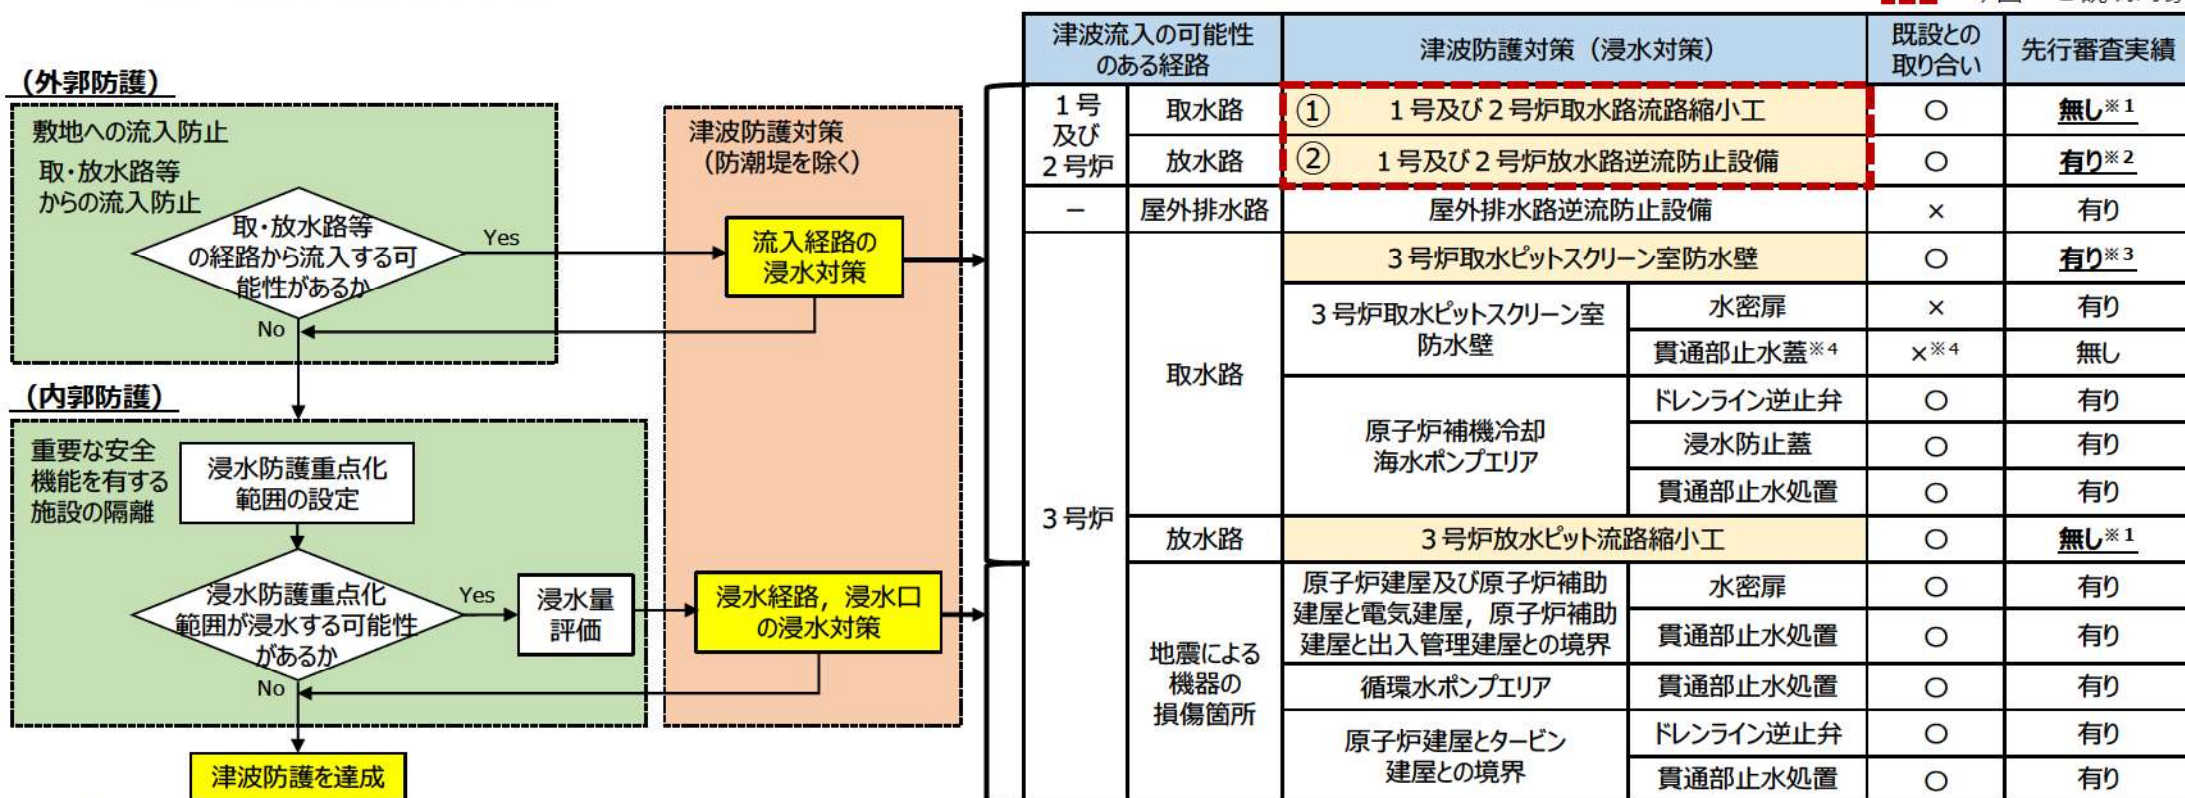 （外郭防護）
敷地への流入防止
取・放水路等
からの流入防止
取・放水路等
の経路から流入する可
能性があるか
Yes
No
津波防護対策
（防潮堤を除く）
流入経路の
浸水対策
（内郭防護）
重要な安全
機能を有する
施設の隔離
浸水防護重点化
範囲の設定
浸水防護重点化
範囲が浸水する可能性
があるか
Yes
No
浸水量
評価
浸水経路，浸水口
の浸水対策
津波防護を達成
津波流入の可能性
のある経路
津波防護対策（浸水対策）
既設との
取り合い
先行審査実績
１号
及び
２号炉
取水路
① １号及び２号炉取水路流路縮小工
○
無し※１
放水路
② １号及び２号炉放水路逆流防止設備
○
有り※２
－
屋外排水路
屋外排水路逆流防止設備
×
有り
３号炉
取水路
３号炉取水ピットスクリーン室防水壁
○
有り※３
３号炉取水ピットスクリーン室
防水壁
水密扉
×
有り
貫通部止水蓋※４
×※４
無し
原子炉補機冷却
海水ポンプエリア
ドレンライン逆止弁
○
有り
浸水防止蓋
○
有り
貫通部止水処置
○
有り
放水路
３号炉放水ピット流路縮小工
○
無し※１
地震による
機器の
損傷箇所
原子炉建屋及び原子炉補助
建屋と電気建屋，原子炉補助
建屋と出入管理建屋との境界
水密扉
○
有り
貫通部止水処置
○
有り
循環水ポンプエリア
貫通部止水処置
○
有り
原子炉建屋とタービン
建屋との境界
ドレンライン逆止弁
○
有り
貫通部止水処置
○
有り